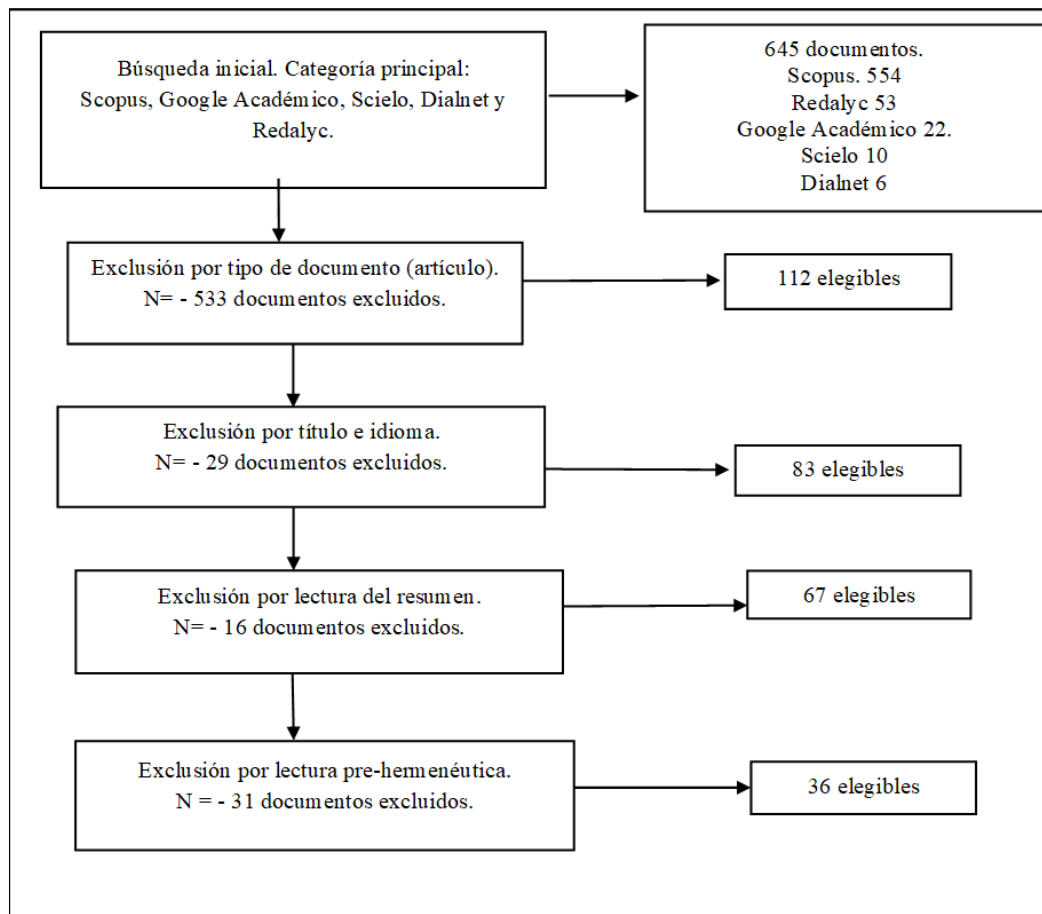 Búsqueda inicial. Categoría principal:
Scopus, Google Académico, Scielo, Dialnet y
Redalyc.
645 documentos.
Scopus. 554
Redalyc 53
Google Académico 22.
Scielo 10
Dialnet 6
Exclusión por tipo de documento (artículo).
N= - 533 documentos excluidos.
112 elegibles
Exclusión por título e idioma.
N= - 29 documentos excluidos.
83 elegibles
Exclusión por lectura del resumen.
N= - 16 documentos excluidos.
67 elegibles
Exclusión por lectura pre-hermenéutica.
N = - 31 documentos excluidos.
36 elegibles